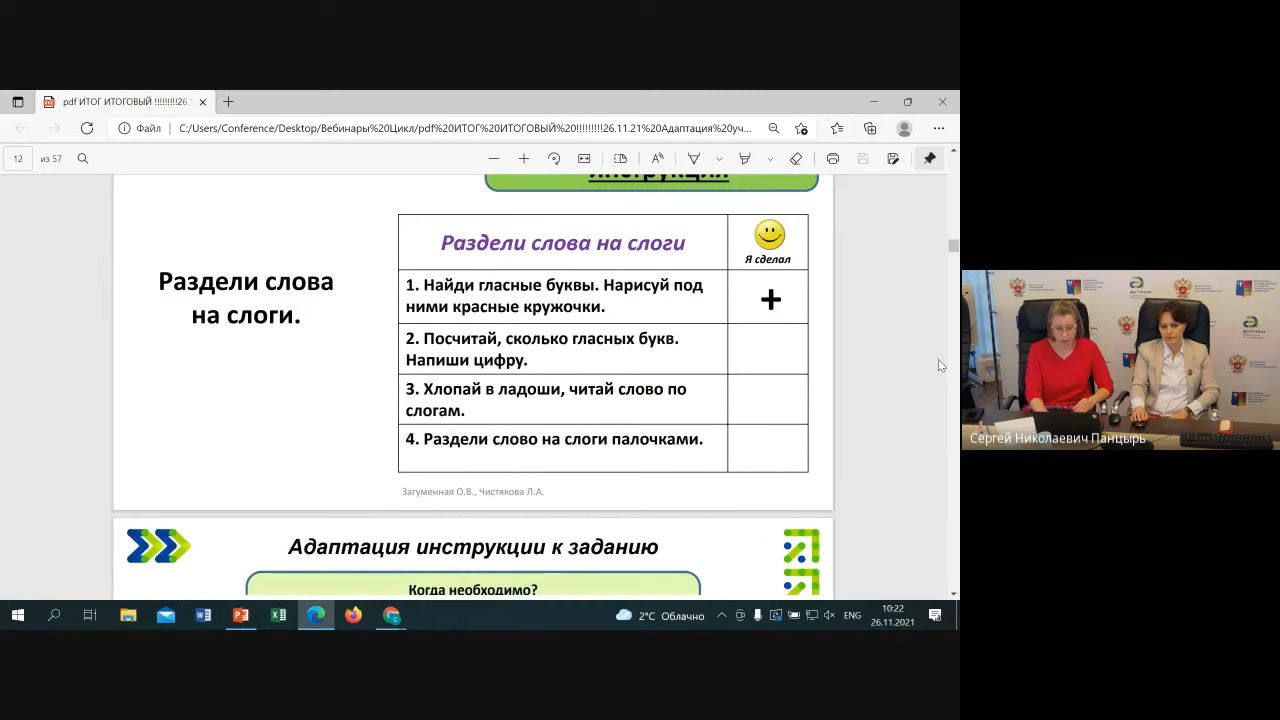 pdf ИТОГ ИТОГОВЫЙ !!!!!!!!!26.1
Файл
C:/Users/Conference/Desktop/Вебинары%20Цикл/pdf%20ИТОГ%20ИТОГОВЫЙ%20!!!!!!!!!26.11.21%20Адаптация%20уч...
12 из 57
Раздели слова
на слоги.
Раздели слова на слоги
Я сделал
1. Найди гласные буквы. Нарисуй под
ними красные кружочки.
+
2. Посчитай, сколько гласных букв.
Напиши цифру.
3. Хлопай в ладоши, читай слово по
слогам.
4. Раздели слово на слоги палочками.
Загуменная О.В., Чистякова Л.А.
Адаптация инструкции к заданию
Когда необходимо?
Сергей Николаевич Панцырь
2°C Облачно
ENG
10:22
26.11.2021